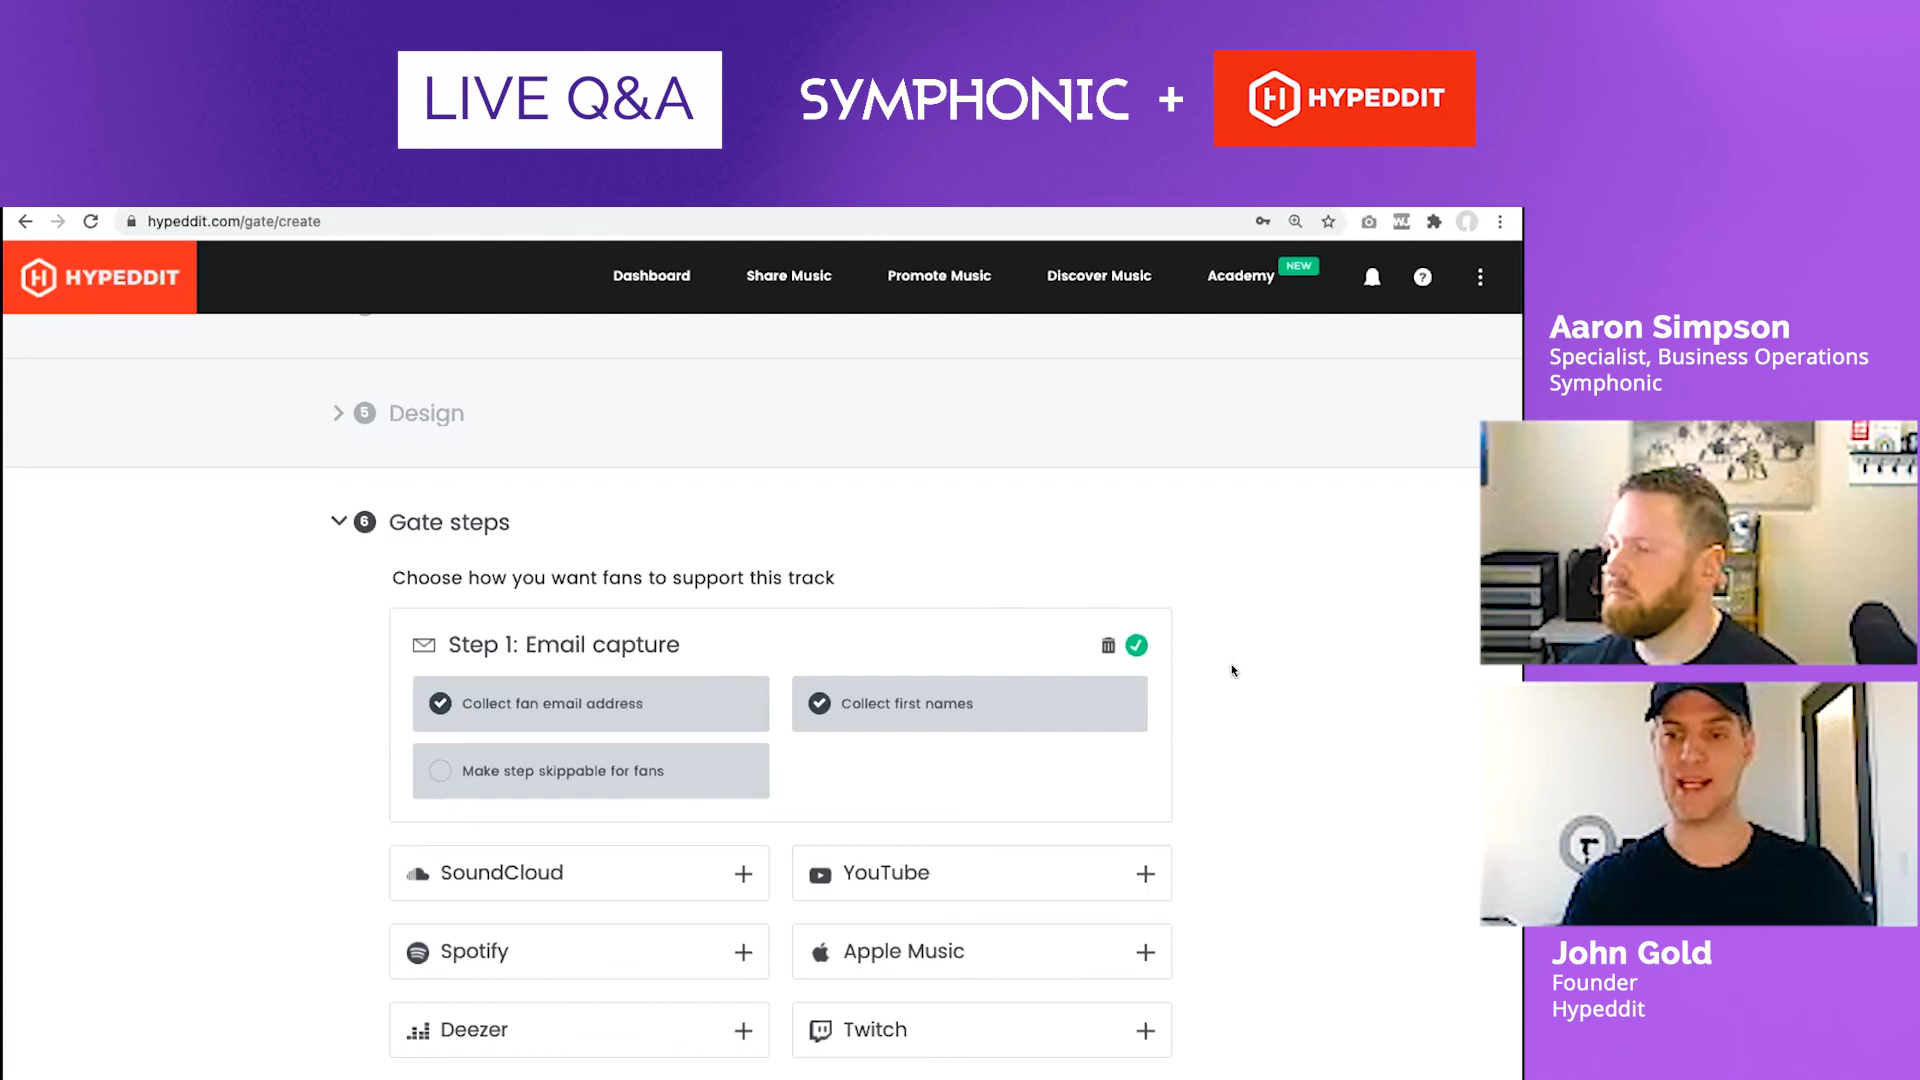 LIVE Q&A
SYMPHONIC + HYPEDDIT
hypeddit.com/gate/create
HYPEDDIT
Dashboard
Share Music
Promote Music
Discover Music
Academy
NEW
5 Design
6 Gate steps
Choose how you want fans to support this track
Step 1: Email capture
Collect fan email address
Collect first names
Make step skippable for fans
SoundCloud
YouTube
Spotify
Apple Music
Deezer
Twitch
Aaron Simpson
Specialist, Business Operations
Symphonic
John Gold
Founder
Hypeddit